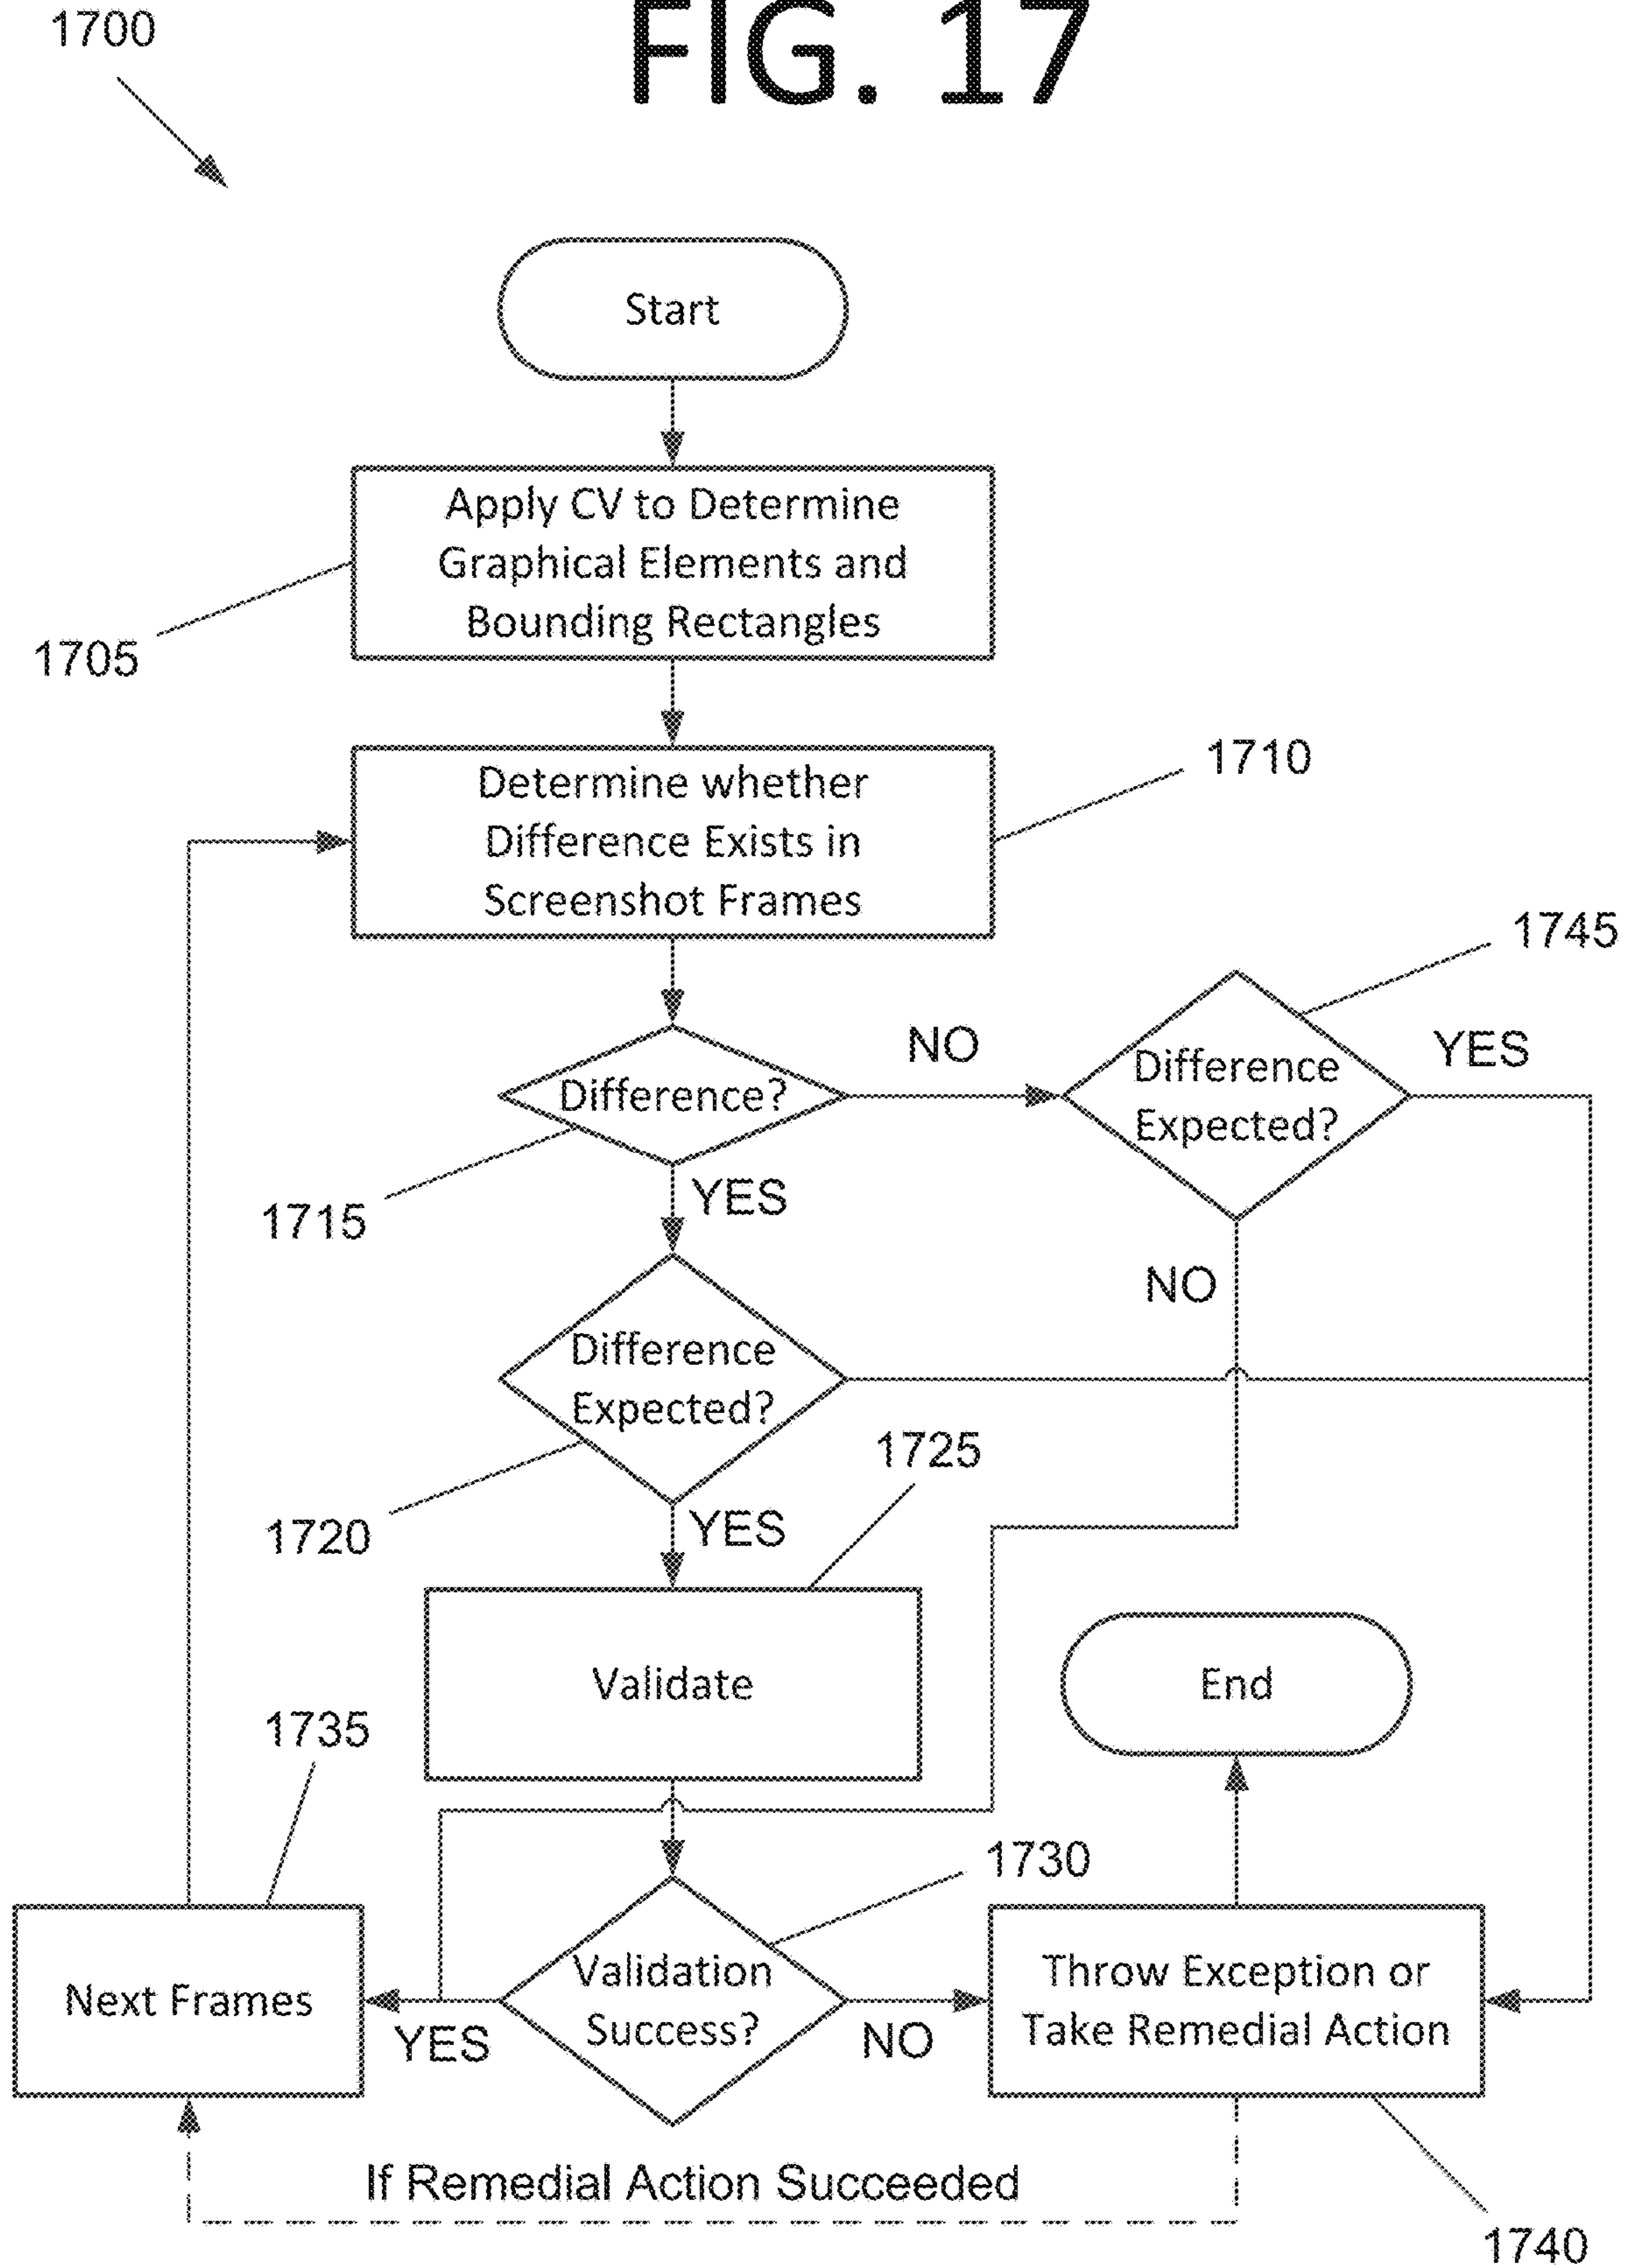 FIG. 17
1700
Start
Apply CV to Determine
Graphical Elements and
Bounding Rectangles
1705
Determine whether
Difference Exists in
Screenshot Frames
1710
1745
Difference?
NO
Difference
Expected?
YES
1715
YES
NO
Difference
Expected?
1720
YES
1725
Validate
End
1735
1730
Next Frames
YES
Validation
Success?
NO
Throw Exception or
Take Remedial Action
If Remedial Action Succeeded
1740